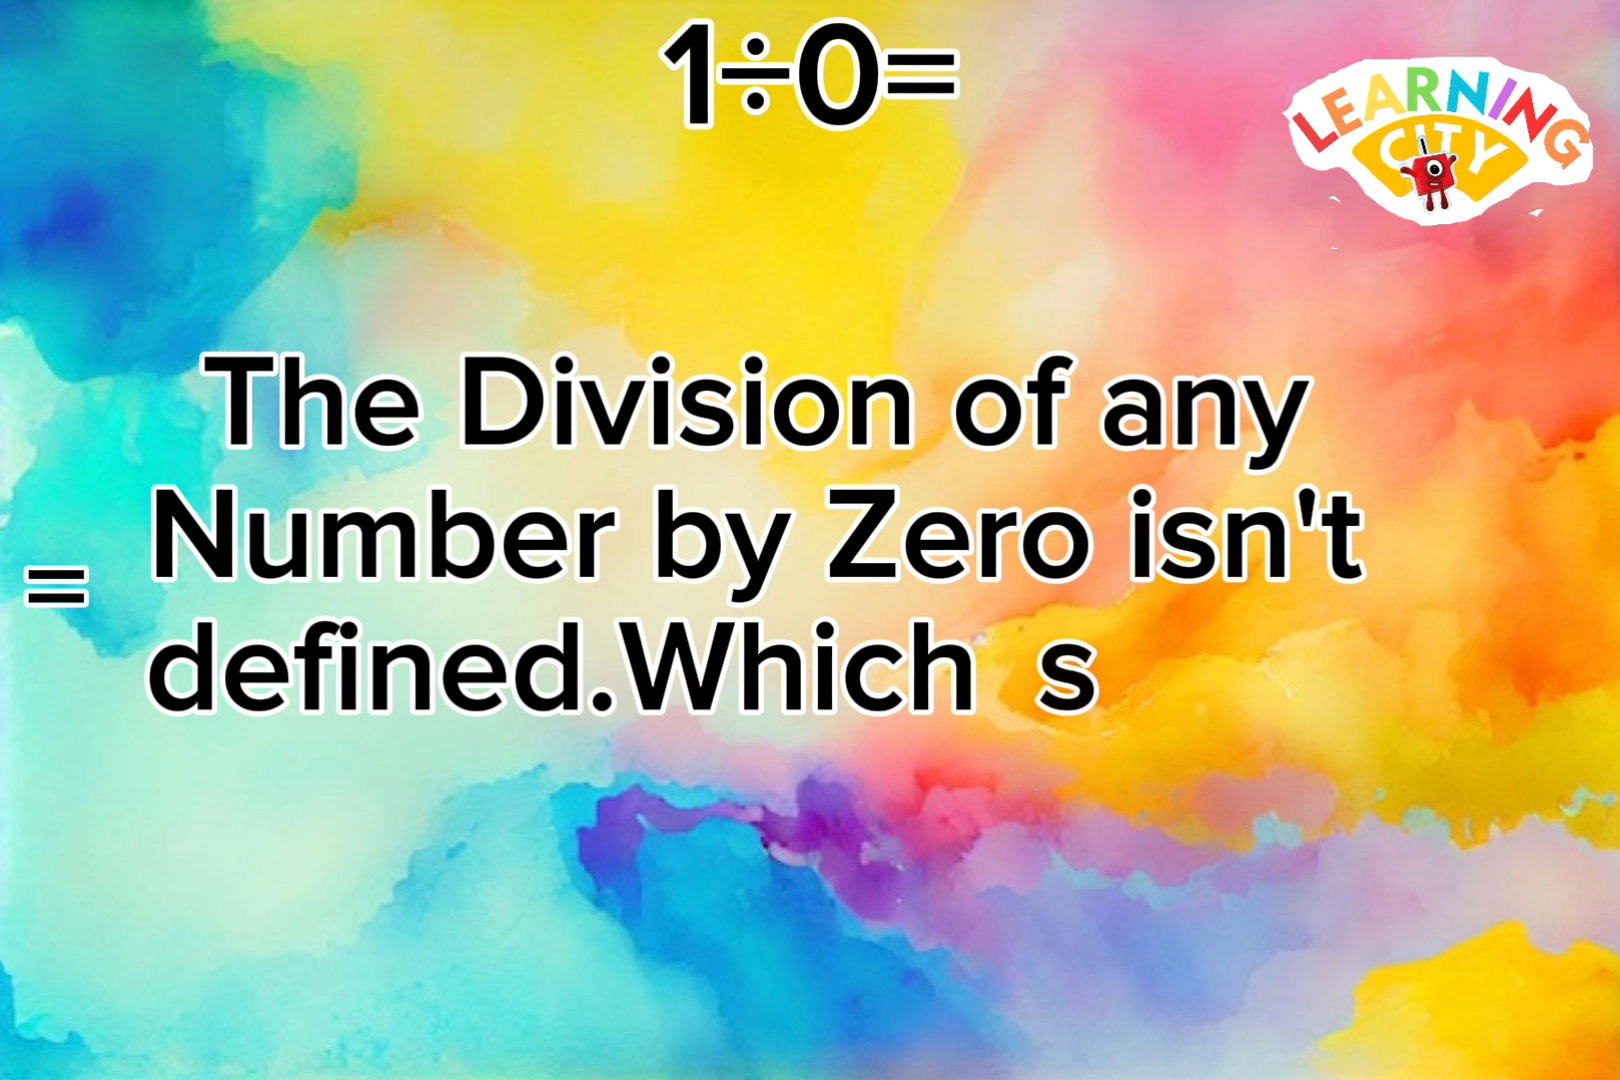 1÷0=
LEARNING
CITY
The Division of any
Number by Zero isn't
=
defined.Which s